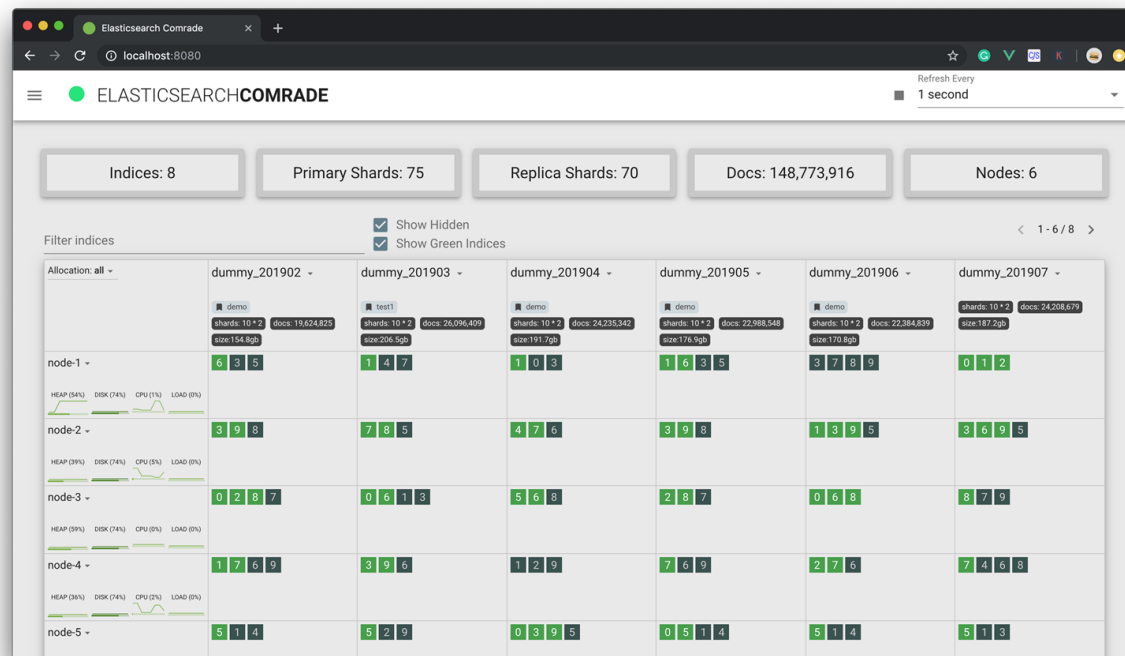 Elasticsearch Comrade
localhost:8080
ELASTICSEARCHCOMRADE
Refresh Every
1 second
Indices: 8
Primary Shards: 75
Replica Shards: 70
Docs: 148,773,916
Nodes: 6
Filter indices
Show Hidden
Show Green Indices
1 - 6 / 8
Allocation: all
dummy_201902
dummy_201903
dummy_201904
dummy_201905
dummy_201906
dummy_201907
demo
test1
demo
demo
demo
shards: 10 * 2 docs: 19,624,825
size:154.8gb
shards: 10 * 2 docs: 26,096,409
size:206.5gb
shards: 10 * 2 docs: 24,235,342
size:191.7gb
shards: 10 * 2 docs: 22,988,548
size:176.9gb
shards: 10 * 2 docs: 22,384,839
size:170.8gb
shards: 10 * 2 docs: 24,208,679
size:187.2gb
node-1
6 3 5
1 4 7
1 0 3
1 6 3 5
3 7 8 9
0 1 2
HEAP (54%) DISK (74%) CPU (1%) LOAD (0%)
node-2
3 9 8
7 8 5
4 7 6
3 9 8
1 3 9 5
3 6 9 5
HEAP (39%) DISK (74%) CPU (5%) LOAD (0%)
node-3
0 2 8 7
0 6 1 3
5 6 8
2 8 7
0 6 8
8 7 9
HEAP (59%) DISK (74%) CPU (0%) LOAD (0%)
node-4
1 7 6 9
3 9 6
1 2 9
7 6 9
2 7 6
7 4 6 8
HEAP (36%) DISK (74%) CPU (2%) LOAD (0%)
node-5
5 1 4
5 2 9
0 3 9 5
0 5 1 4
5 1 4
5 1 3